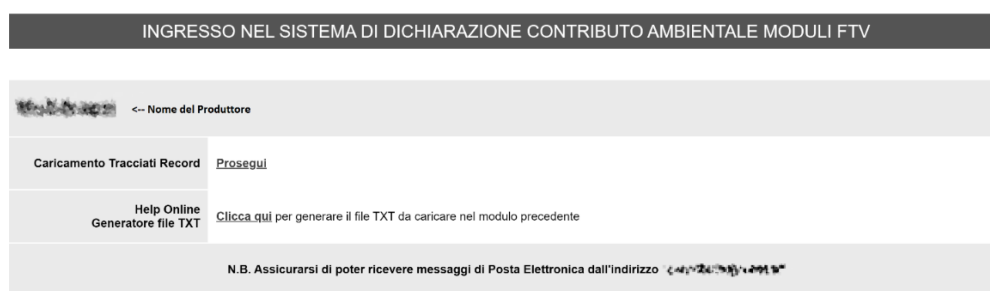 INGRESSO NEL SISTEMA DI DICHIARAZIONE CONTRIBUTO AMBIENTALE MODULI FTV
<-- Nome del Produttore
Caricamento Tracciati Record Prosegui
Help Online
Generatore file TXT Clicca qui per generare il file TXT da caricare nel modulo precedente
N.B. Assicurarsi di poter ricevere messaggi di Posta Elettronica dall'indirizzo